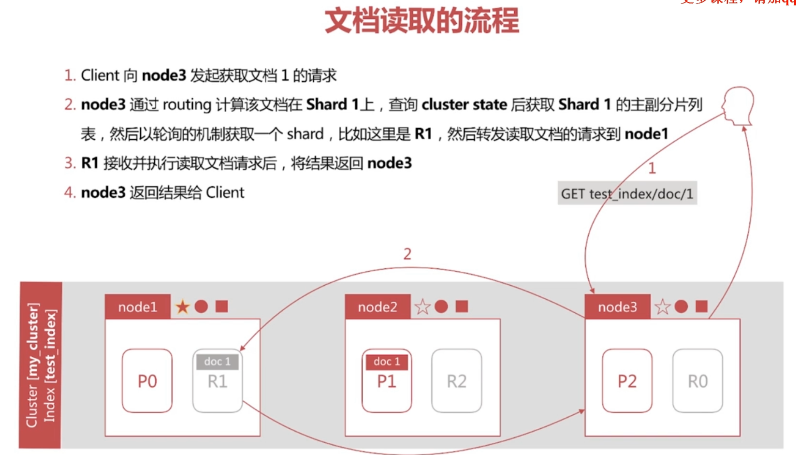 更多课程，请加qq
文档读取的流程
1. Client 向 node3 发起获取文档 1 的请求
2. node3 通过 routing 计算该文档在 Shard 1上，查询 cluster state 后获取 Shard 1 的主副分片列
表，然后以轮询的机制获取一个 shard，比如这里是 R1，然后转发读取文档的请求到 node1
3. R1 接收并执行读取文档请求后，将结果返回 node3
4. node3 返回结果给 Client
1
GET test_index/doc/1
2
Cluster [my_cluster]
Index [test_index]
node1
node2
node3
doc 1
doc 1
P0
R1
P1
R2
P2
R0